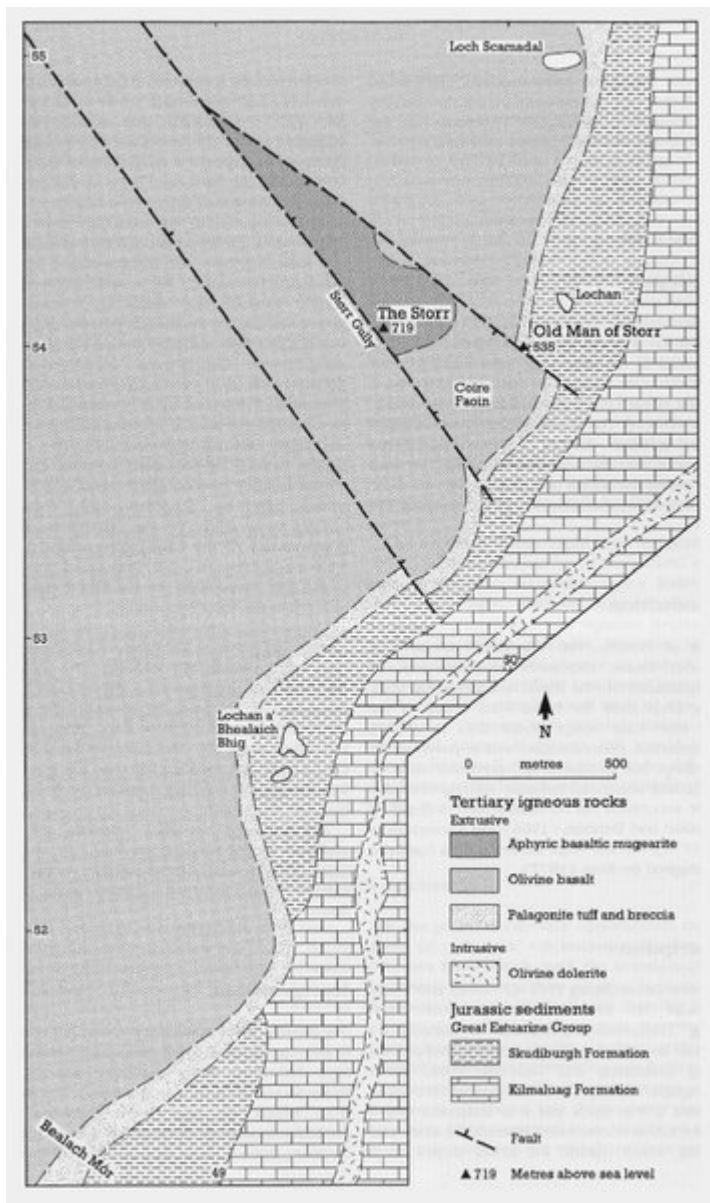 55
Loch Scamadal
Lochan
The Storr
▲ 719
Storr Gully
Old Man of Storr
54
535
Coire
Faoin
53
50
Lochan a'
Bhealaich
Bhig
N
0 metres 500
Tertiary igneous rocks
Extrusive
Aphyric basaltic mugearite
Olivine basalt
Palagonite tuff and breccia
52
Intrusive
Olivine dolerite
Jurassic sediments
Great Estuarine Group
Skudiburgh Formation
Kilmaluag Formation
Bealach Mór
Fault
49
▲ 719 Metres above sea level